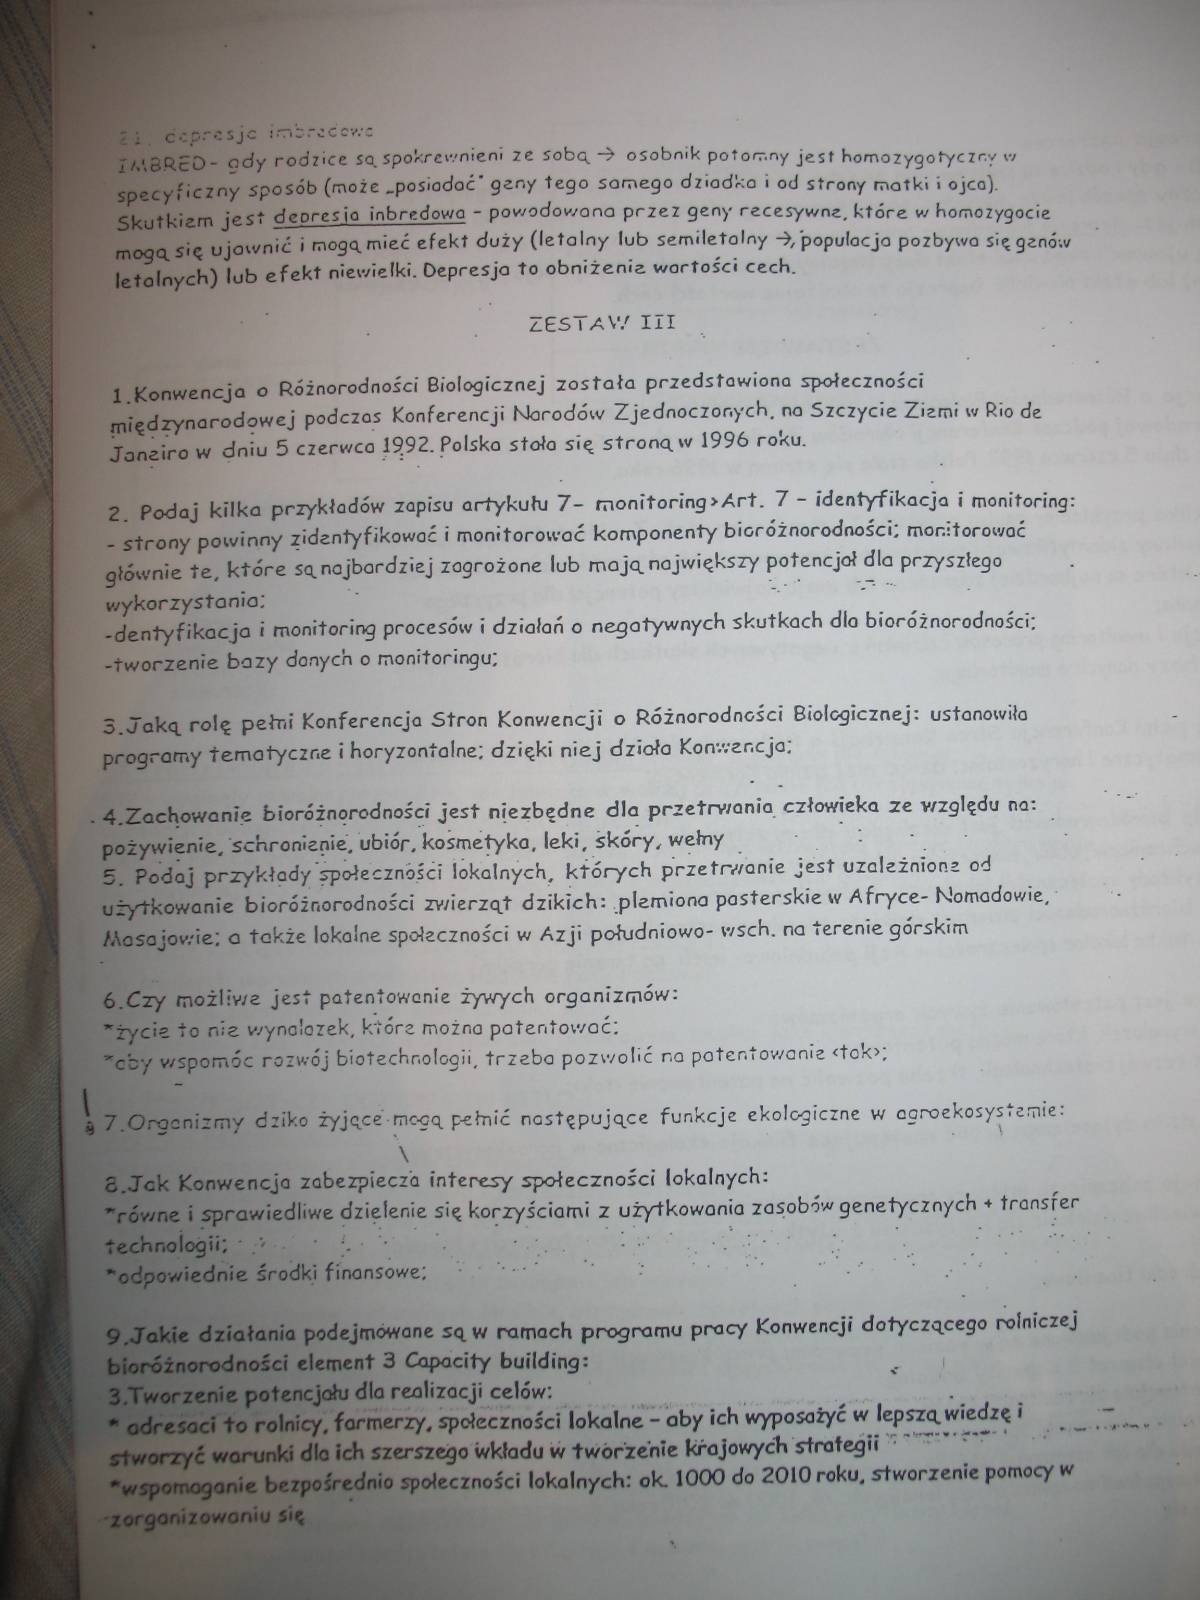 21. depresja imbredowa
IMBRED- gdy rodzice są spokrewnieni ze sobą → osobnik potomny jest homozygotyczny w
specyficzny sposób (może „posiadać" geny tego samego dziadka i od strony matki i ojca).
Skutkiem jest depresja inbredowa - powodowana przez geny recesywne, które w homozygocie
mogą się ujawnić i mogą mieć efekt duży (letalny lub semiletalny →, populacja pozbywa się genów
letalnych) lub efekt niewielki. Depresja to obniżenie wartości cech.
ZESTAW III
1.Konwencja o Różnorodności Biologicznej została przedstawiona społeczności
międzynarodowej podczas Konferencji Narodów Zjednoczonych, na Szczycie Ziemi w Rio de
Janeiro w dniu 5 czerwca 1992. Polska stała się stroną w 1996 roku.
2. Podaj kilka przykładów zapisu artykułu 7- monitoring>Art. 7 - identyfikacja i monitoring:
- strony powinny zidentyfikować i monitorować komponenty bioróżnorodności; monitorować
głównie te, które są najbardziej zagrożone lub mają największy potencjał dla przyszłego
wykorzystania;
-dentyfikacja i monitoring procesów i działań o negatywnych skutkach dla bioróżnorodności;
-tworzenie bazy danych o monitoringu;
3.Jaką rolę pełni Konferencja Stron Konwencji o Różnorodności Biologicznej: ustanowiła
programy tematyczne i horyzontalne; dzięki niej działa Konwencja;
4.Zachowanie bioróżnorodności jest niezbędne dla przetrwania człowieka ze względu na:
pożywienie, schronienie, ubiór, kosmetyka, leki, skóry, wełny
5. Podaj przykłady społeczności lokalnych, których przetrwanie jest uzależnione od
użytkowanie bioróżnorodności zwierząt dzikich: plemiona pasterskie w Afryce- Nomadowie,
Masajowie; a także lokalne społeczności w Azji południowo- wsch. na terenie górskim
6.Czy możliwe jest patentowanie żywych organizmów:
*życie to nie wynalazek, które można patentować;
*aby wspomóc rozwój biotechnologii, trzeba pozwolić na patentowanie <tak>;
7.Organizmy dziko żyjące mogą pełnić następujące funkcje ekologiczne w agroekosystemie:
8.Jak Konwencja zabezpiecza interesy społeczności lokalnych:
*równe i sprawiedliwe dzielenie się korzyściami z użytkowania zasobów genetycznych + transfer
technologii;
*odpowiednie środki finansowe;
9.Jakie działania podejmowane są w ramach programu pracy Konwencji dotyczącego rolniczej
bioróżnorodności element 3 Capacity building:
3.Tworzenie potencjału dla realizacji celów:
* adresaci to rolnicy, farmerzy, społeczności lokalne - aby ich wyposażyć w lepszą wiedzę i
stworzyć warunki dla ich szerszego wkładu w tworzenie krajowych strategii
*wspomaganie bezpośrednio społeczności lokalnych: ok. 1000 do 2010 roku, stworzenie pomocy w
zorganizowaniu się